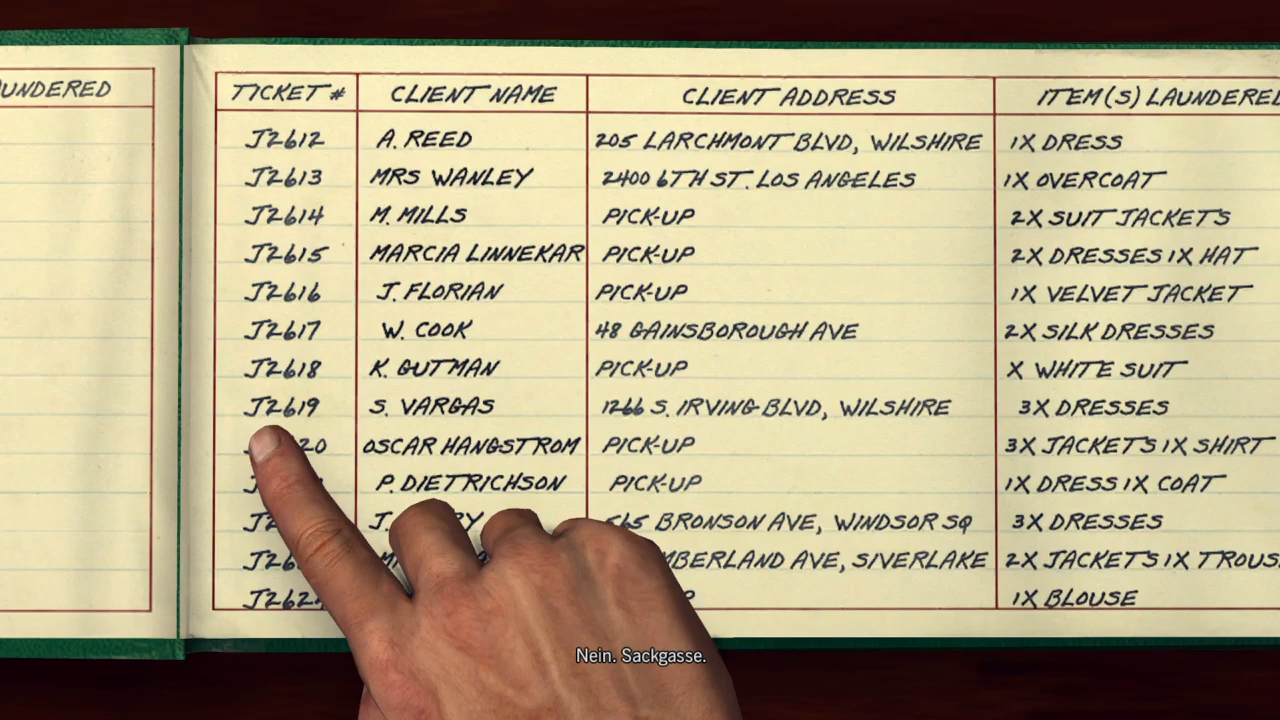 UNDERED
TICKET # CLIENT NAME CLIENT ADDRESS ITEM(S) LAUNDERED
J2612 A. REED 205 LARCHMONT BLVD, WILSHIRE 1X DRESS
J2613 MRS WANLEY 2400 6TH ST. LOS ANGELES 1X OVERCOAT
J2614 M. MILLS PICK-UP 2X SUIT JACKET'S
J2615 MARCIA LINNEKAR PICK-UP 2X DRESSES 1X HAT
J2616 J. FLORIAN PICK-UP 1X VELVET JACKET
J2617 W. COOK 48 GAINSBOROUGH AVE 2X SILK DRESSES
J2618 K. GUTMAN PICK-UP X WHITE SUIT
J2619 S. VARGAS 1266 S. IRVING BLVD, WILSHIRE 3X DRESSES
20 OSCAR HANGSTROM PICK-UP 3X JACKET'S 1X SHIRT
P. DIETRICHSON PICK-UP 1X DRESS 1X COAT
J. BRONSON AVE, WINDSOR SQ 3X DRESSES
AVE, SIVERLAKE 2X JACKET'S 1X TROUS
1X BLOUSE
Nein. Sackgasse.